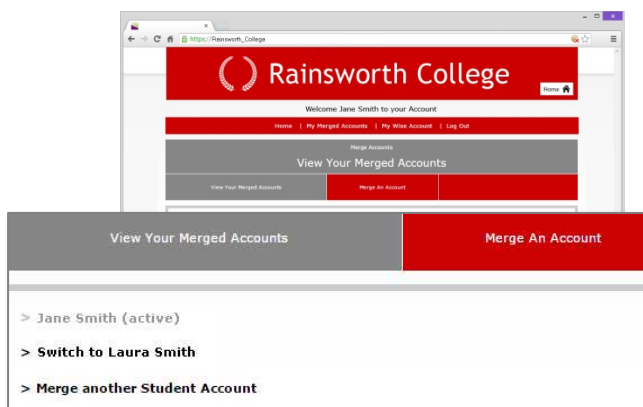 https://Rainsworth_College
Rainsworth College
Home
Welcome Jane Smith to your Account
Home | My Merged Accounts | My Wise Account | Log Out
Merge Accounts
View Your Merged Accounts
View Your Merged Accounts Merge An Account
View Your Merged Accounts Merge An Account
> Jane Smith (active)
> Switch to Laura Smith
> Merge another Student Account